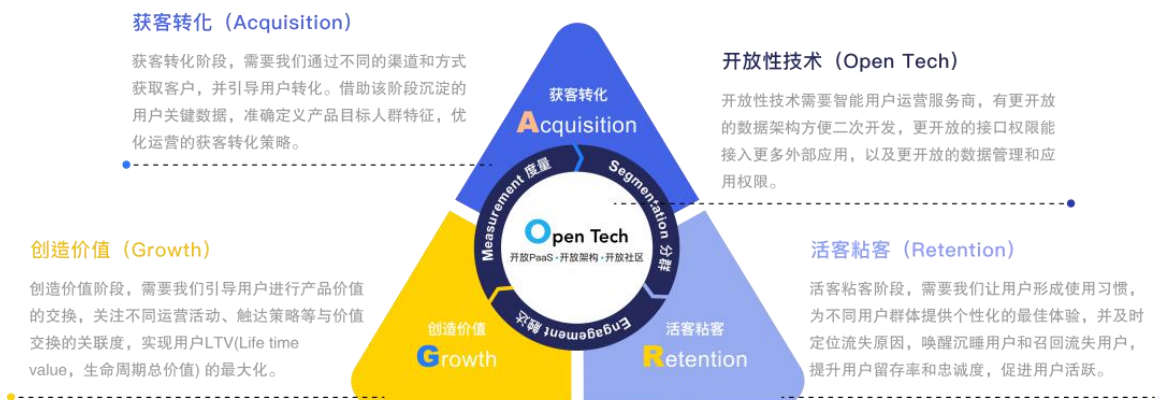 获客转化（Acquisition）
获客转化阶段，需要我们通过不同的渠道和方式
获取客户，并引导用户转化。借助该阶段沉淀的
用户关键数据，准确定义产品目标人群特征，优
化运营的获客转化策略。
开放性技术（Open Tech）
开放性技术需要智能用户运营服务商，有更开放
的数据架构方便二次开发，更开放的接口权限能
接入更多外部应用，以及更开放的数据管理和应
用权限。
获客转化
Acquisition
Measurement 度量
Segmentation 分群
Engagement 触达
Open Tech
开放PaaS·开放架构·开放社区
创造价值（Growth）
创造价值阶段，需要我们引导用户进行产品价值
的交换，关注不同运营活动、触达策略等与价值
交换的关联度，实现用户LTV(Life time
value，生命周期总价值) 的最大化。
创造价值
Growth
活客粘客
Retention
活客粘客（Retention）
活客粘客阶段，需要我们让用户形成使用习惯，
为不同用户群体提供个性化的最佳体验，并及时
定位流失原因，唤醒沉睡用户和召回流失用户，
提升用户留存率和忠诚度，促进用户活跃。